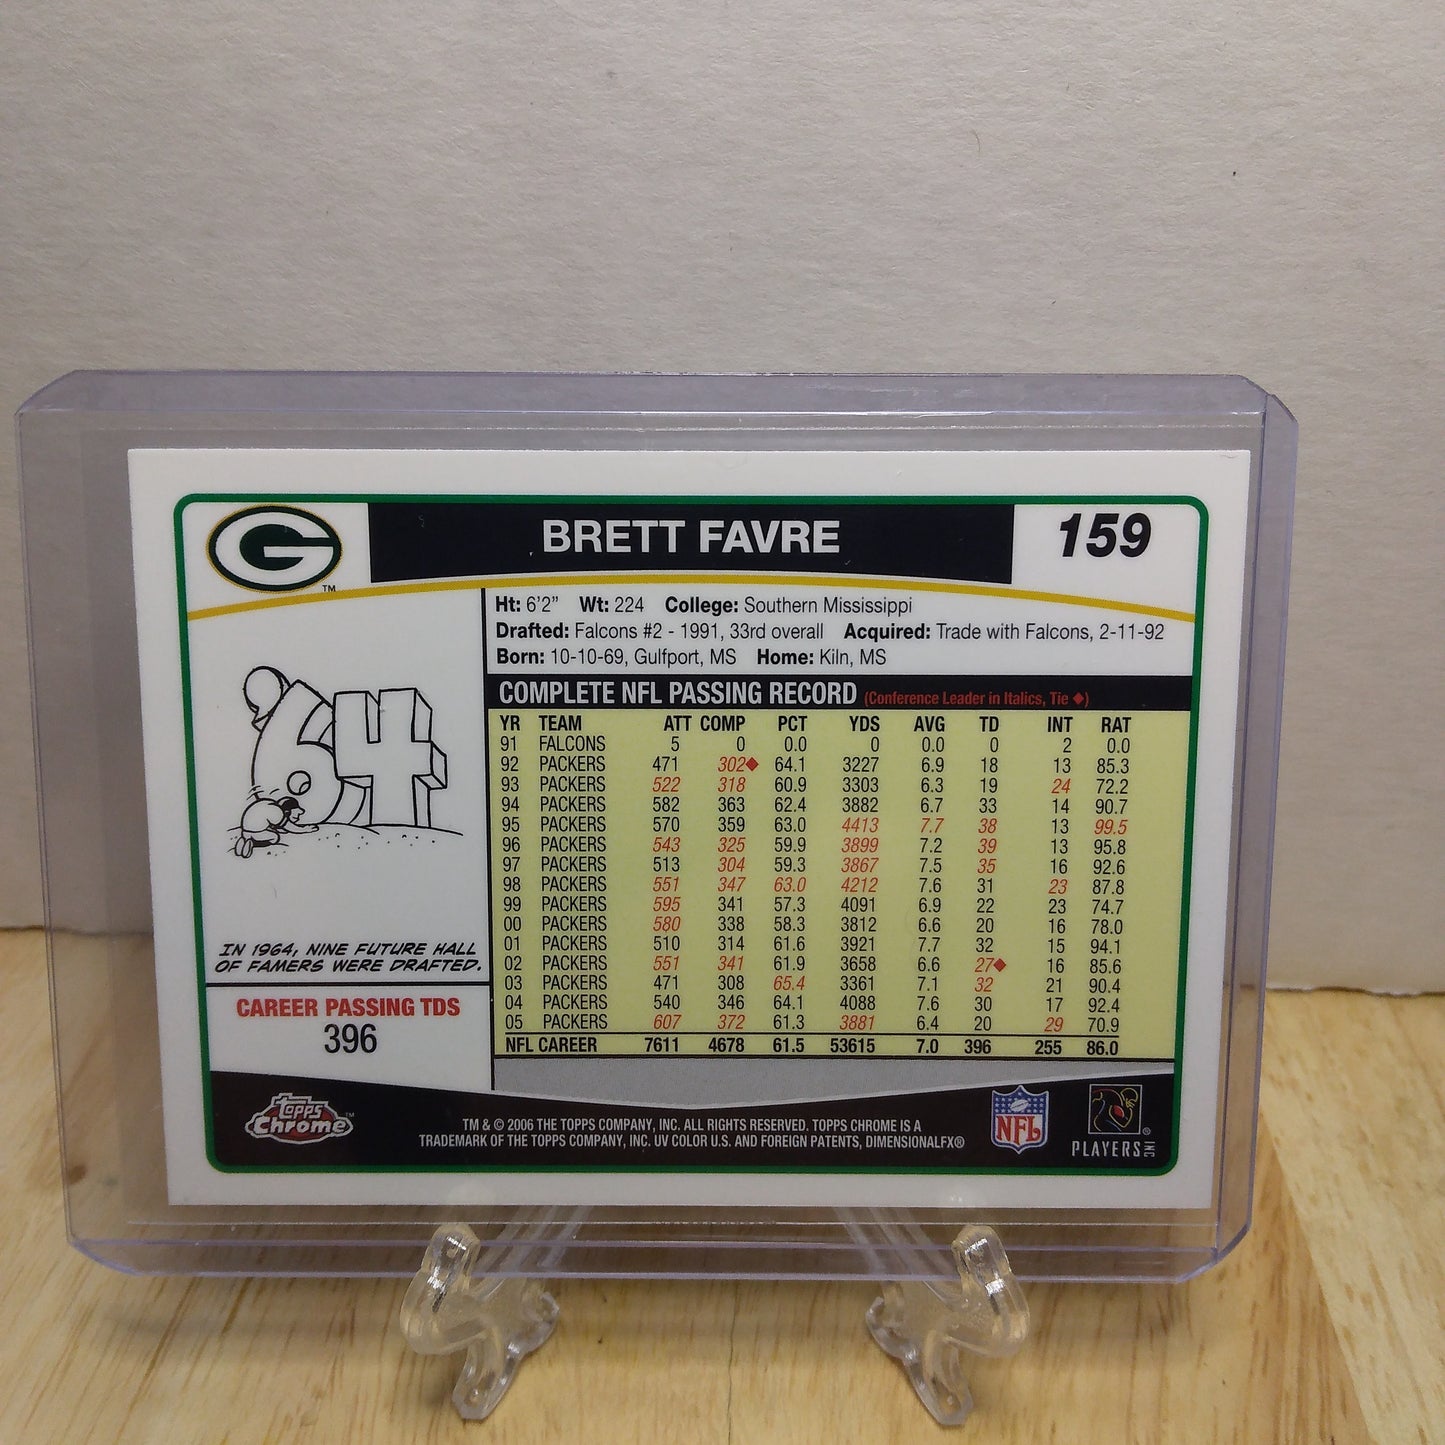 BRETT FAVRE
159
G
TM
Ht: 6'2" Wt: 224 College: Southern Mississippi
Drafted: Falcons #2 - 1991, 33rd overall Acquired: Trade with Falcons, 2-11-92
Born: 10-10-69, Gulfport, MS Home: Kiln, MS
64
IN 1964, NINE FUTURE HALL
OF FAMERS WERE DRAFTED.
CAREER PASSING TDS
396
COMPLETE NFL PASSING RECORD (Conference Leader in Italics, Tie ♦)
YR TEAM ATT COMP PCT YDS AVG TD INT RAT
91 FALCONS 5 0 0.0 0 0.0 0 2 0.0
92 PACKERS 471 302♦ 64.1 3227 6.9 18 13 85.3
93 PACKERS 522 318 60.9 3303 6.3 19 24 72.2
94 PACKERS 582 363 62.4 3882 6.7 33 14 90.7
95 PACKERS 570 359 63.0 4413 7.7 38 13 99.5
96 PACKERS 543 325 59.9 3899 7.2 39 13 95.8
97 PACKERS 513 304 59.3 3867 7.5 35 16 92.6
98 PACKERS 551 347 63.0 4212 7.6 31 23 87.8
99 PACKERS 595 341 57.3 4091 6.9 22 23 74.7
00 PACKERS 580 338 58.3 3812 6.6 20 16 78.0
01 PACKERS 510 314 61.6 3921 7.7 32 15 94.1
02 PACKERS 551 341 61.9 3658 6.6 27♦ 16 85.6
03 PACKERS 471 308 65.4 3361 7.1 32 21 90.4
04 PACKERS 540 346 64.1 4088 7.6 30 17 92.4
05 PACKERS 607 372 61.3 3881 6.4 20 29 70.9
NFL CAREER 7611 4678 61.5 53615 7.0 396 255 86.0
Topps
Chrome™
TM & © 2006 THE TOPPS COMPANY, INC. ALL RIGHTS RESERVED. TOPPS CHROME IS A
TRADEMARK OF THE TOPPS COMPANY, INC. UV COLOR U.S. AND FOREIGN PATENTS, DIMENSIONALFX®
NFL
®
PLAYERS INC